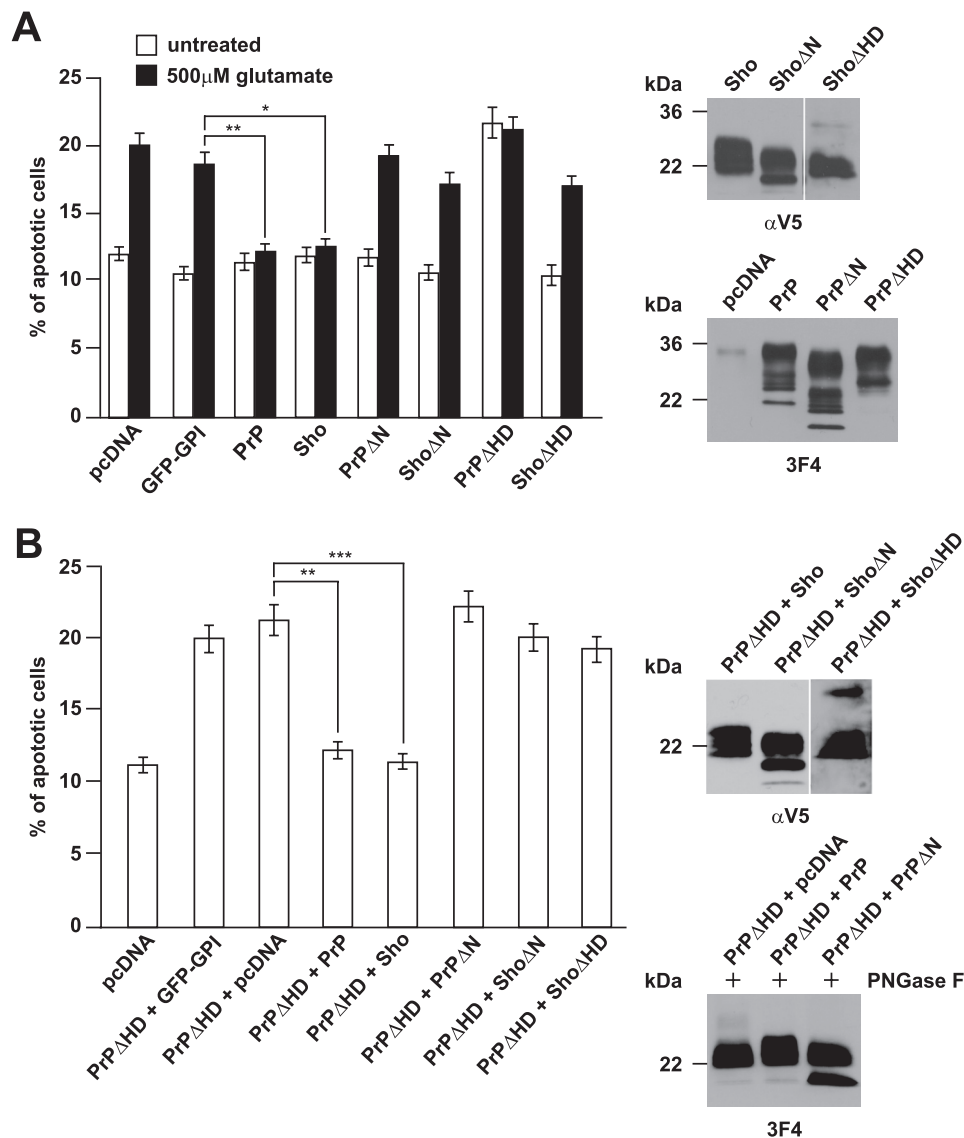 A
untreated
500μM glutamate
% of apoptotic cells
25
20
15
10
5
0
*
**
pcDNA
GFP-GPI
PrP
Sho
PrPΔN
ShoΔN
PrPΔHD
ShoΔHD
kDa
Sho
ShoΔN
ShoΔHD
36
22
αV5
kDa
pcDNA
PrP
PrPΔN
PrPΔHD
36
22
3F4
B
% of apototic cells
25
20
15
10
5
0
***
**
pcDNA
PrPΔHD + GFP-GPI
PrPΔHD + pcDNA
PrPΔHD + PrP
PrPΔHD + Sho
PrPΔHD + PrPΔN
PrPΔHD + ShoΔN
PrPΔHD + ShoΔHD
kDa
PrPΔHD + Sho
PrPΔHD + ShoΔN
PrPΔHD + ShoΔHD
22
αV5
PrPΔHD + pcDNA
PrPΔHD + PrP
PrPΔHD + PrPΔN
kDa + + + PNGase F
22
3F4